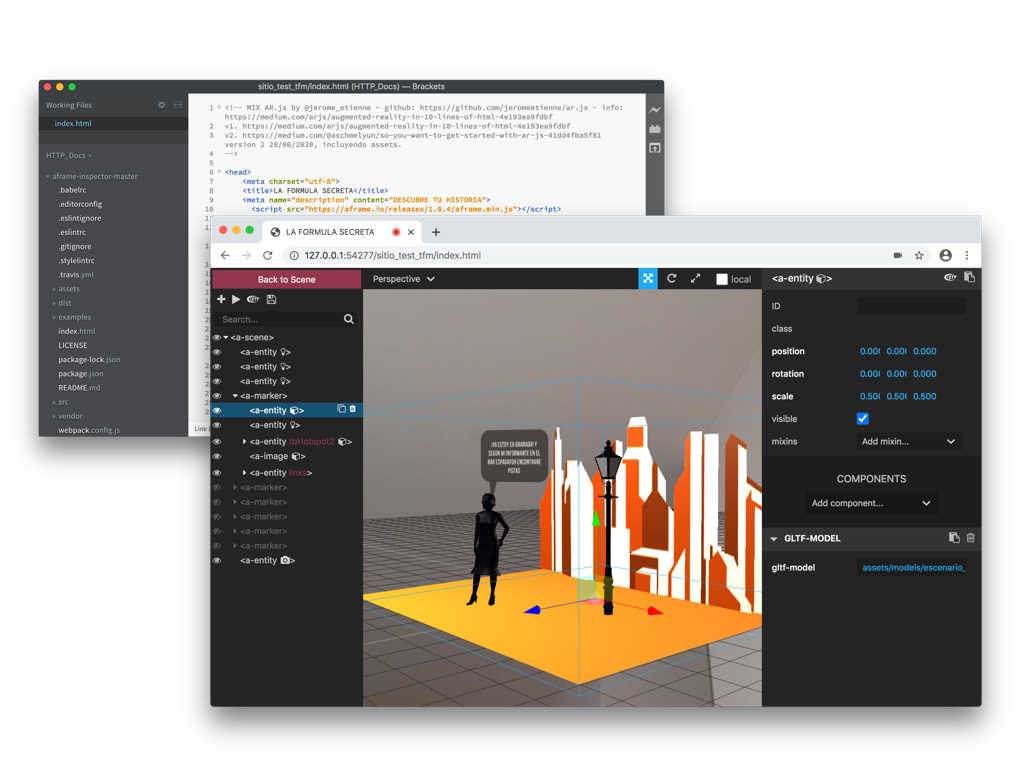 sitio_test_tfm/index.html (HTTP_Docs) — Brackets
Working Files
index.html
HTTP_Docs
aframe-inspector-master
.babelrc
.editorconfig
.eslintignore
.gitignore
.stylelintrc
.travis.yml
assets
dist
examples
index.html
LICENSE
package-lock.json
package.json
README.md
src
vendor
webpack.config.js
1 <!-- MIX AR.js by @jerome_etienne - github: https://github.com/jeromeetienne/ar.js - info:
https://medium.com/arjs/augmented-reality-in-10-lines-of-html-4e193ea9fdbf
2 v1. https://medium.com/arjs/augmented-reality-in-10-lines-of-html-4e193ea9fdbf
3 v2. https://medium.com/@aschmelyun/so-you-want-to-get-started-with-ar-js-41dd4fba5f81
version 2 28/06/2020, incluyendo assets.
4 -->
5
6 <head>
7 <meta charset="utf-8">
8 <title>LA FORMULA SECRETA</title>
9 <meta name="description" content="DESCUBRE TU HISTORIA">
10 <script src="https://aframe.io/releases/1.0.4/aframe.min.js"></script>
Line 1
LA FORMULA SECRETA
127.0.0.1:54277/sitio_test_tfm/index.html
Back to Scene
Search...
<a-scene>
<a-entity >
<a-entity >
<a-entity >
<a-marker>
<a-entity >
<a-entity >
<a-entity tbHotspot2 >
<a-image >
<a-entity links>
<a-marker>
<a-marker>
<a-marker>
<a-marker>
<a-marker>
<a-entity >
Perspective
local
¡YA ESTOY EN GRANADA! Y
SEGÚN MI INFORMANTE EN EL
BAR ESPADAFOR ENCONTRARÉ
PISTAS
<a-entity >
ID
class
position 0.000 0.000 0.000
rotation 0.000 0.000 0.000
scale 0.500 0.500 0.500
visible
mixins Add mixin...
COMPONENTS
Add component...
GLTF-MODEL
gltf-model assets/models/escenario_